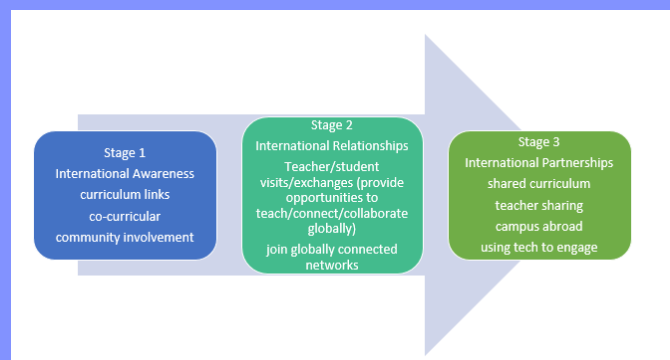 Stage 1
International Awareness
curriculum links
co-curricular
community involvement
Stage 2
International Relationships
Teacher/student
visits/exchanges (provide
opportunities to
teach/connect/collaborate
globally)
join globally connected
networks
Stage 3
International Partnerships
shared curriculum
teacher sharing
campus abroad
using tech to engage